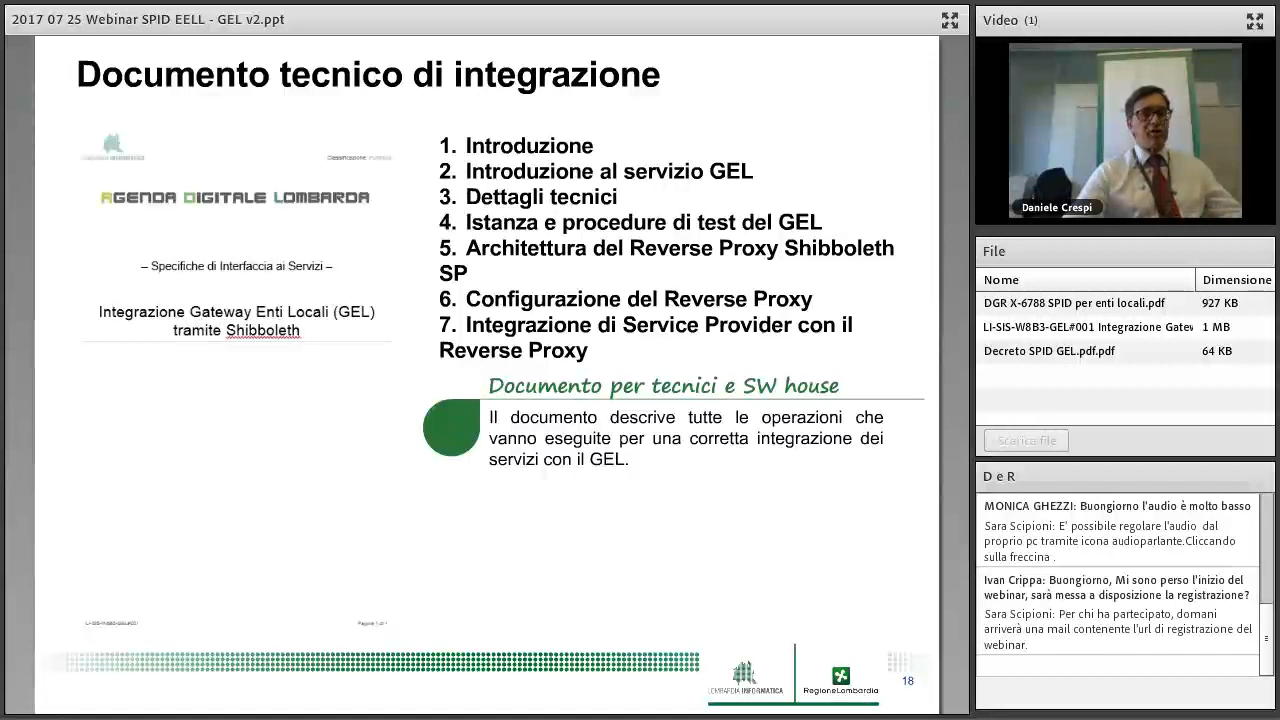 2017 07 25 Webinar SPID EELL - GEL v2.ppt
Documento tecnico di integrazione
AGENDA DIGITALE LOMBARDA
– Specifiche di Interfaccia ai Servizi –
Integrazione Gateway Enti Locali (GEL)
tramite Shibboleth
1. Introduzione
2. Introduzione al servizio GEL
3. Dettagli tecnici
4. Istanza e procedure di test del GEL
5. Architettura del Reverse Proxy Shibboleth
SP
6. Configurazione del Reverse Proxy
7. Integrazione di Service Provider con il
Reverse Proxy
Documento per tecnici e SW house
Il documento descrive tutte le operazioni che
vanno eseguite per una corretta integrazione dei
servizi con il GEL.
LOMBARDIA INFORMATICA
RegioneLombardia
18
Video (1)
Daniele Crespi
File
Nome Dimensione
DGR X-6788 SPID per enti locali.pdf 927 KB
LI-SIS-W8B3-GEL#001 Integrazione Gatew 1 MB
Decreto SPID GEL.pdf.pdf 64 KB
Scarica file
D e R
MONICA GHEZZI: Buongiorno l'audio è molto basso
Sara Scipioni: E' possibile regolare l'audio dal
proprio pc tramite icona audioparlante.Cliccando
sulla freccina .
Ivan Crippa: Buongiorno, Mi sono perso l'inizio del
webinar, sarà messa a disposizione la registrazione?
Sara Scipioni: Per chi ha partecipato, domani
arriverà una mail contenente l'url di registrazione del
webinar.